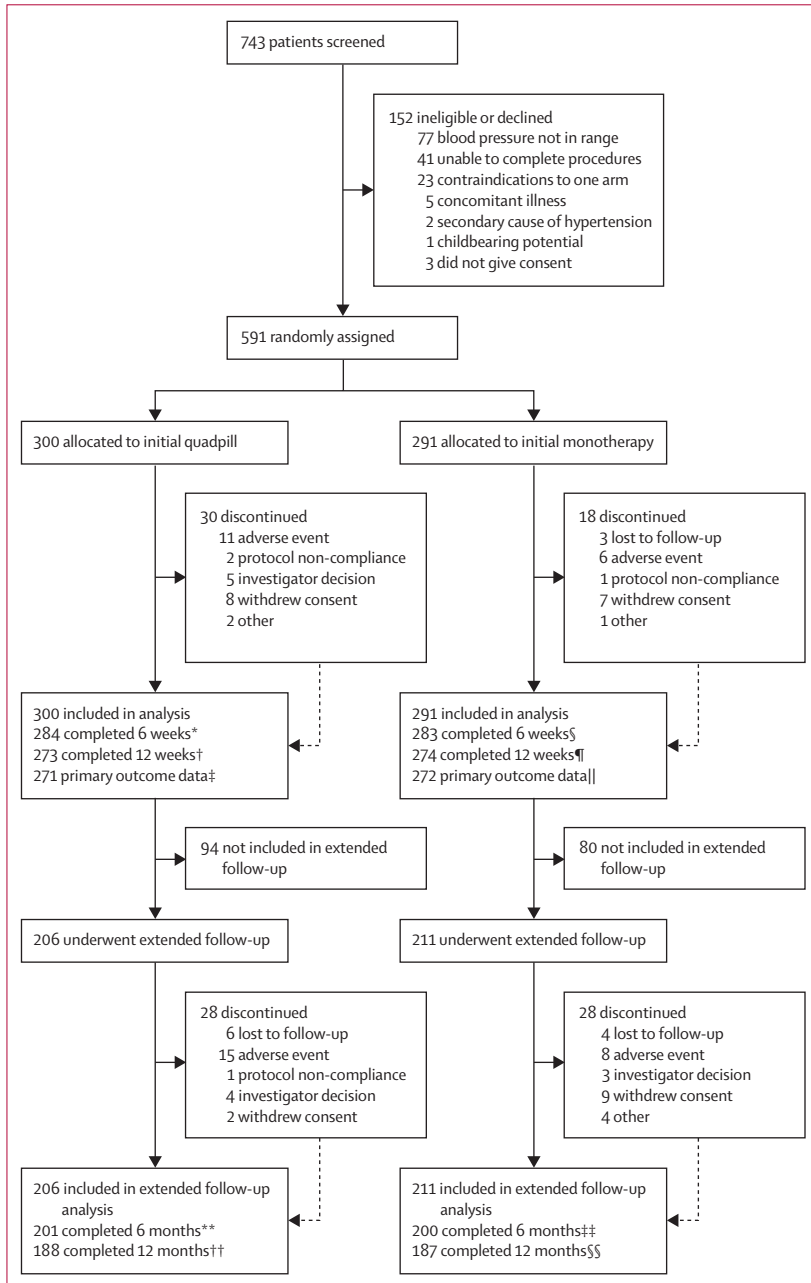 743 patients screened
152 ineligible or declined
77 blood pressure not in range
41 unable to complete procedures
23 contraindications to one arm
5 concomitant illness
2 secondary cause of hypertension
1 childbearing potential
3 did not give consent
591 randomly assigned
300 allocated to initial quadpill
291 allocated to initial monotherapy
30 discontinued
11 adverse event
2 protocol non-compliance
5 investigator decision
8 withdrew consent
2 other
18 discontinued
3 lost to follow-up
6 adverse event
1 protocol non-compliance
7 withdrew consent
1 other
300 included in analysis
284 completed 6 weeks*
273 completed 12 weeks†
271 primary outcome data‡
291 included in analysis
283 completed 6 weeks§
274 completed 12 weeks¶
272 primary outcome data||
94 not included in extended
follow-up
80 not included in extended
follow-up
206 underwent extended follow-up
211 underwent extended follow-up
28 discontinued
6 lost to follow-up
15 adverse event
1 protocol non-compliance
4 investigator decision
2 withdrew consent
28 discontinued
4 lost to follow-up
8 adverse event
3 investigator decision
9 withdrew consent
4 other
206 included in extended follow-up
analysis
201 completed 6 months**
188 completed 12 months††
211 included in extended follow-up
analysis
200 completed 6 months‡‡
187 completed 12 months§§